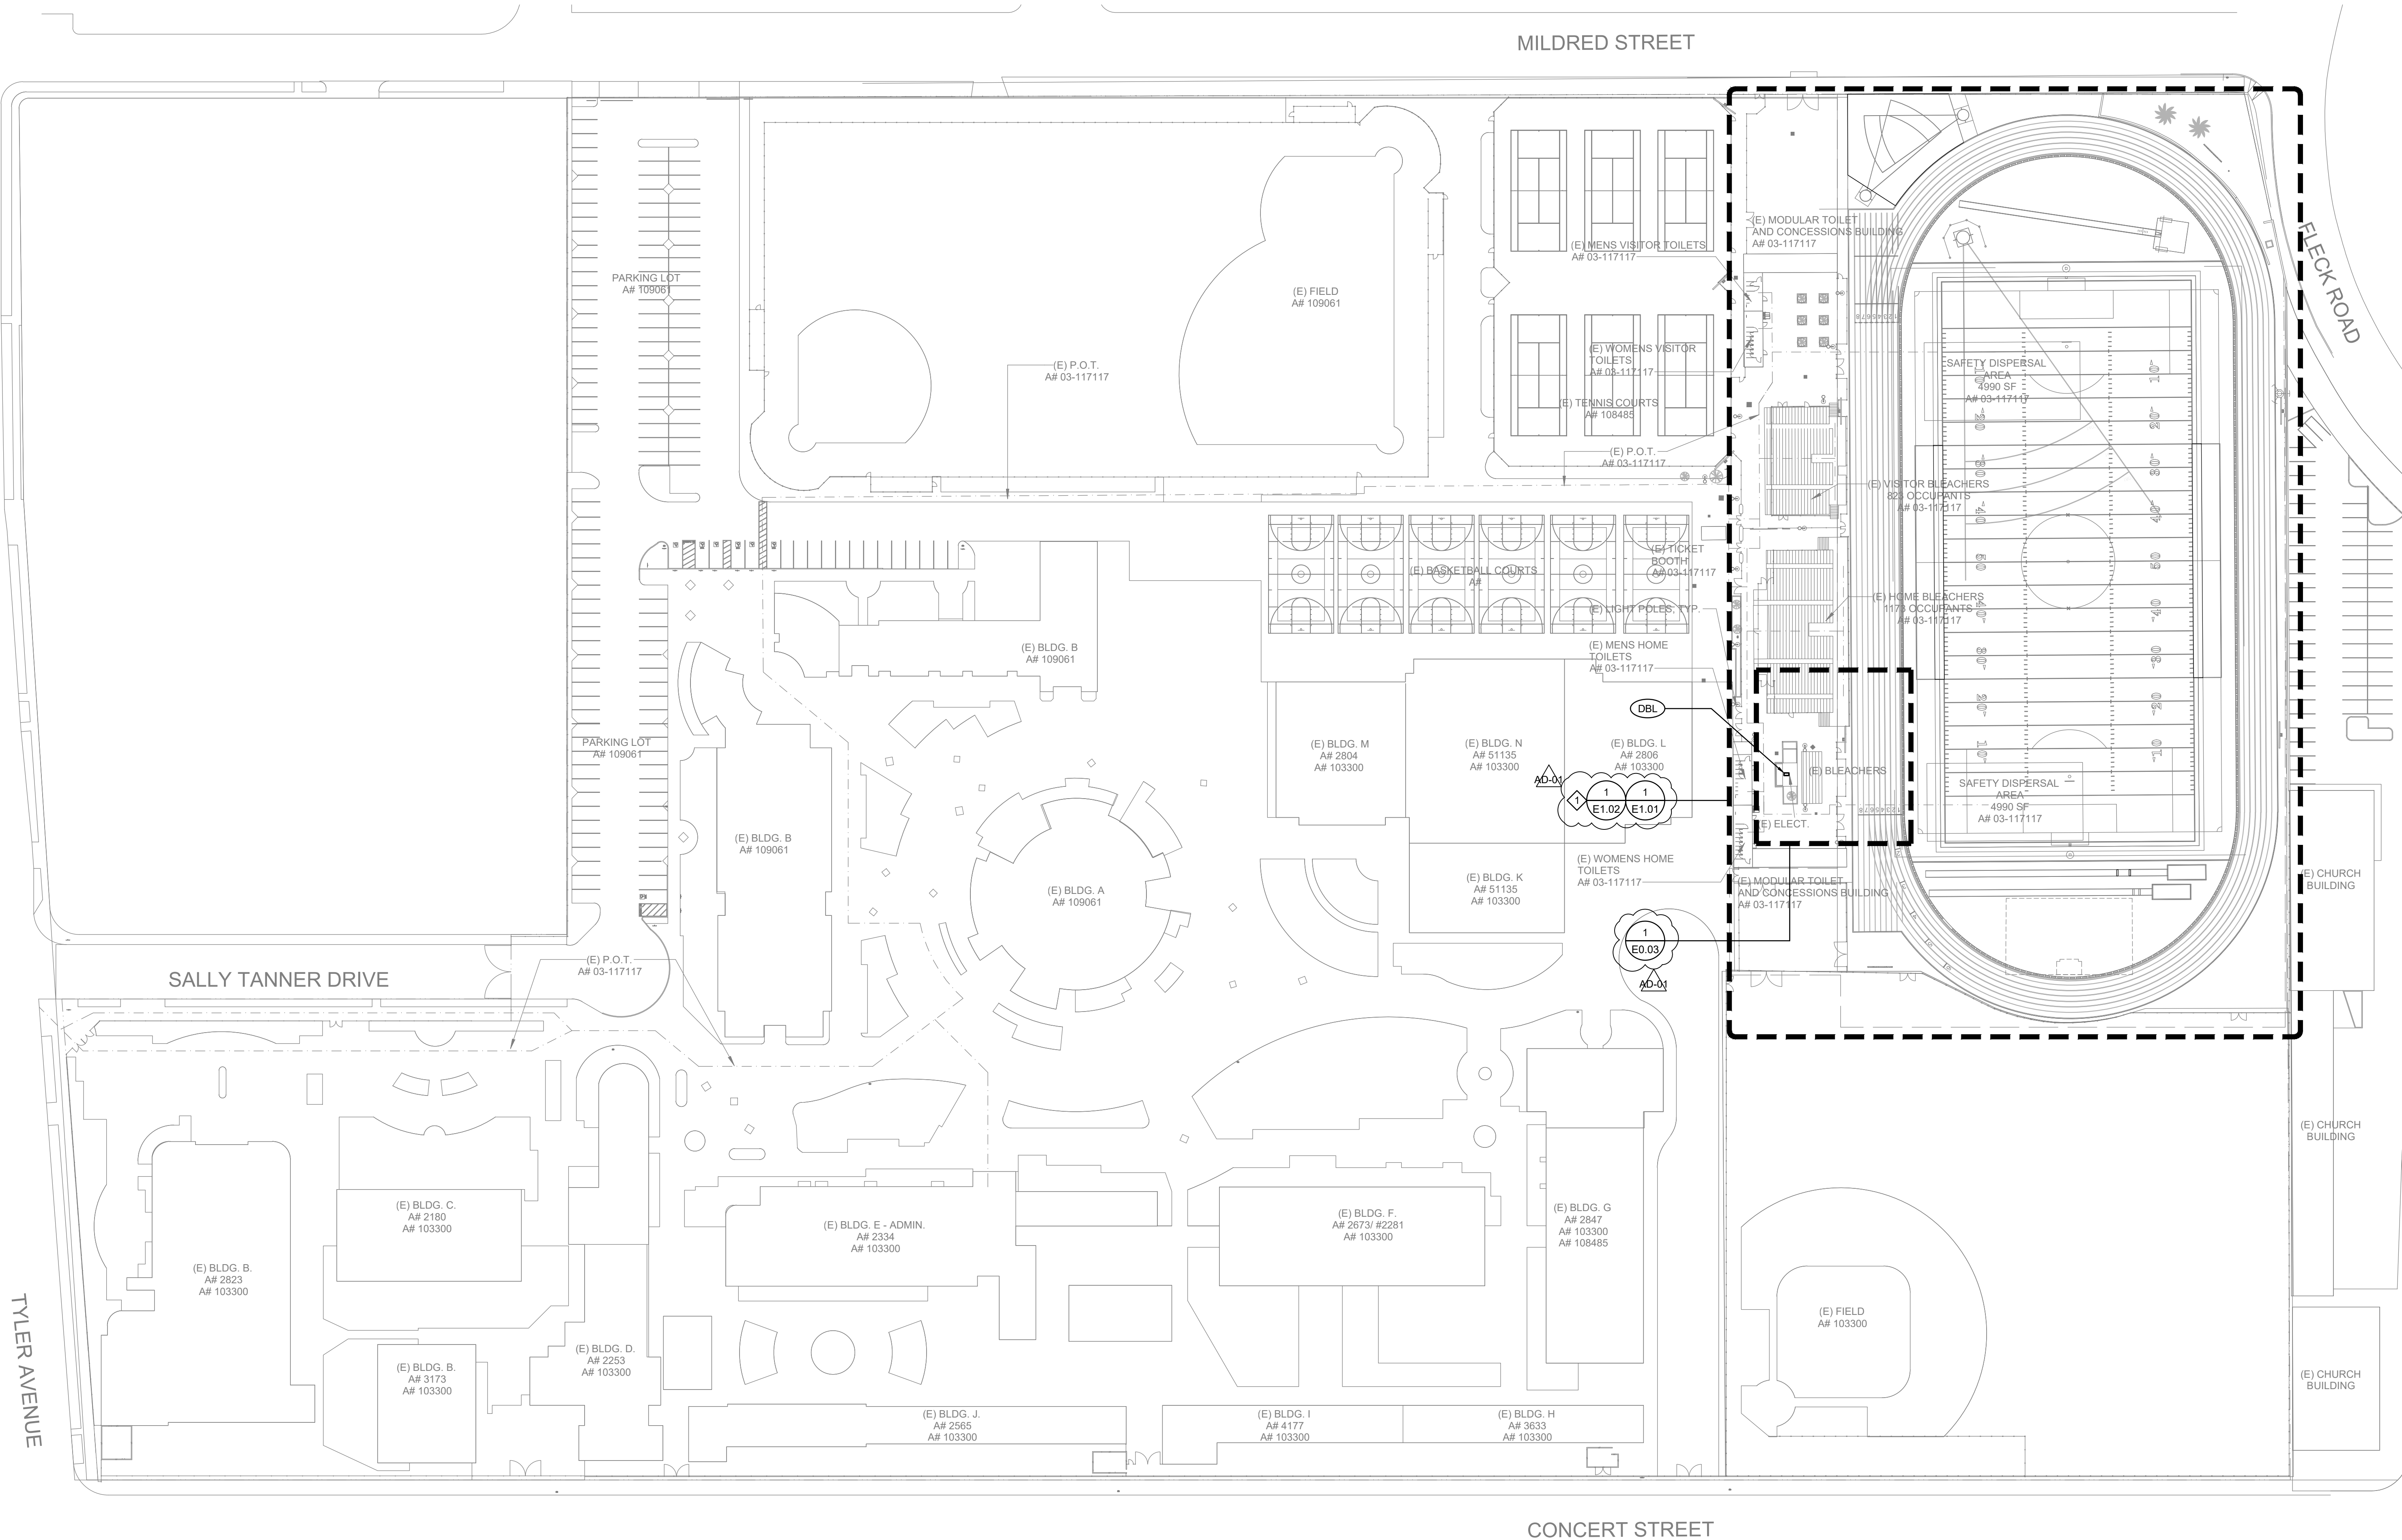 MILDRED STREET
FLECK ROAD
(E) MODULAR TOILET
AND CONCESSIONS BUILDING
A# 03-117117
(E) MENS VISITOR TOILETS
A# 03-117117
PARKING LOT
A# 109061
(E) FIELD
A# 109061
(E) WOMENS VISITOR
TOILETS
A# 03-117117
(E) P.O.T.
A# 03-117117
(E) TENNIS COURTS
A# 108485
SAFETY DISPERSAL
AREA
4990 SF
A# 03-117117
(E) P.O.T.
A# 03-117117
(E) VISITOR BLEACHERS
823 OCCUPANTS
A# 03-117117
(E) TICKET
BOOTH
A# 03-117117
(E) BASKETBALL COURTS
A#
(E) LIGHT POLES, TYP.
(E) HOME BLEACHERS
1173 OCCUPANTS
A# 03-117117
(E) BLDG. B
A# 109061
(E) MENS HOME
TOILETS
A# 03-117117
DBL
PARKING LOT
A# 109061
(E) BLDG. M
A# 2804
A# 103300
(E) BLDG. N
A# 51135
A# 103300
(E) BLDG. L
A# 2806
A# 103300
AD-01
1
1
E1.02
1
E1.01
(E) BLEACHERS
(E) ELECT.
SAFETY DISPERSAL
AREA
4990 SF
A# 03-117117
(E) BLDG. B
A# 109061
(E) BLDG. A
A# 109061
(E) BLDG. K
A# 51135
A# 103300
(E) WOMENS HOME
TOILETS
A# 03-117117
(E) MODULAR TOILET
AND CONCESSIONS BUILDING
A# 03-117117
(E) CHURCH
BUILDING
1
E0.03
AD-01
SALLY TANNER DRIVE
(E) P.O.T.
A# 03-117117
(E) CHURCH
BUILDING
(E) BLDG. C.
A# 2180
A# 103300
(E) BLDG. E - ADMIN.
A# 2334
A# 103300
(E) BLDG. F.
A# 2673/ #2281
A# 103300
(E) BLDG. G
A# 2847
A# 103300
A# 108485
(E) BLDG. B.
A# 2823
A# 103300
(E) FIELD
A# 103300
TYLER AVENUE
(E) BLDG. B.
A# 3173
A# 103300
(E) BLDG. D.
A# 2253
A# 103300
(E) CHURCH
BUILDING
(E) BLDG. J.
A# 2565
A# 103300
(E) BLDG. I
A# 4177
A# 103300
(E) BLDG. H
A# 3633
A# 103300
CONCERT STREET